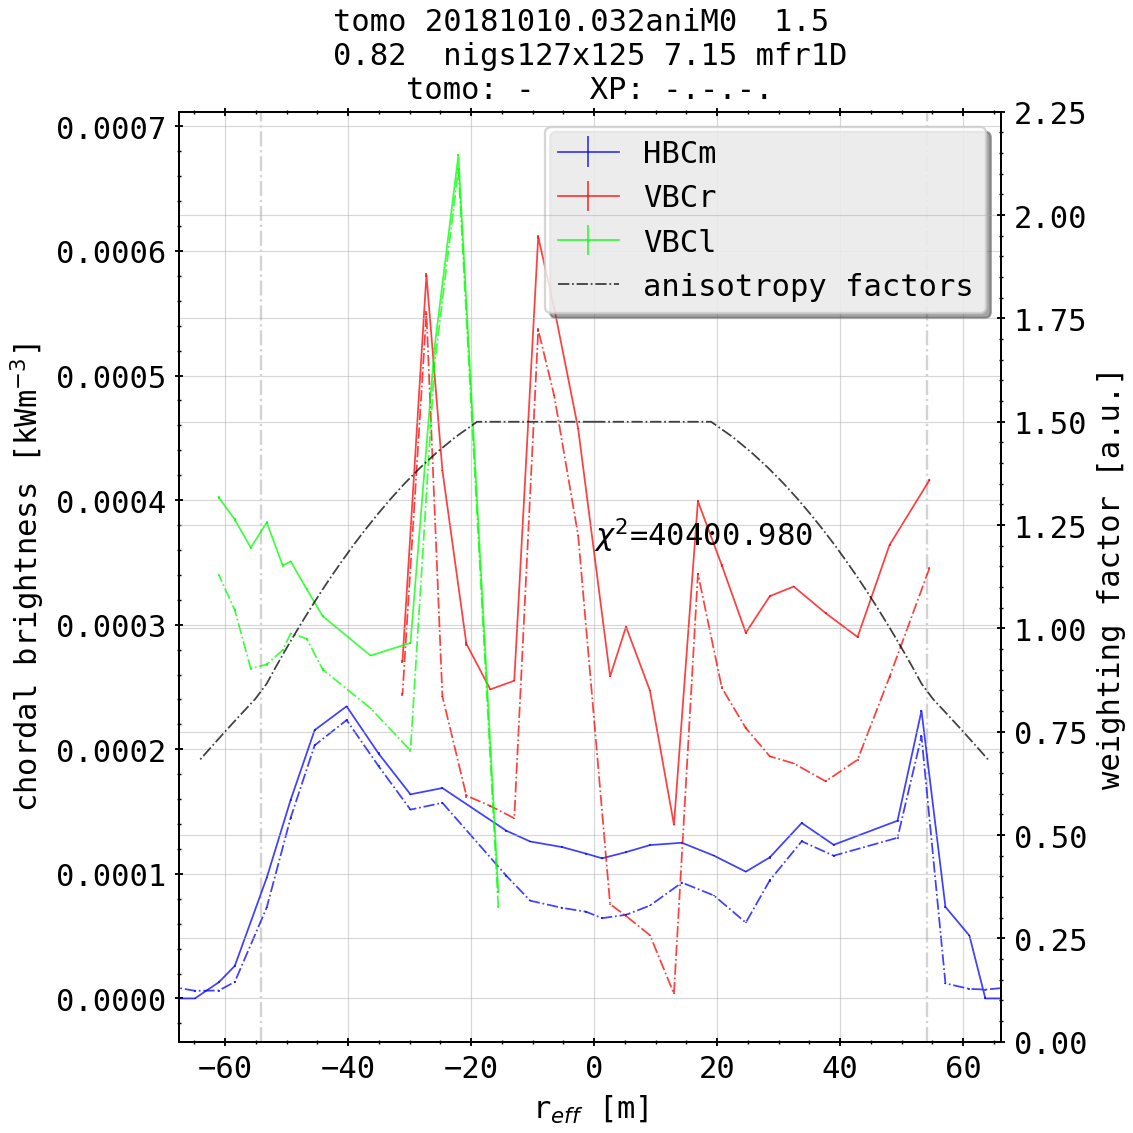 tomo 20181010.032aniM0  1.5
0.82  nigs127x125 7.15 mfr1D
tomo: -   XP: -.-.-.
HBCm
VBCr
VBCl
anisotropy factors
χ²=40400.980
chordal brightness [kWm⁻³]
0.0007
0.0006
0.0005
0.0004
0.0003
0.0002
0.0001
0.0000
weighting factor [a.u.]
2.25
2.00
1.75
1.50
1.25
1.00
0.75
0.50
0.25
0.00
−60 −40 −20 0 20 40 60
r_eff [m]